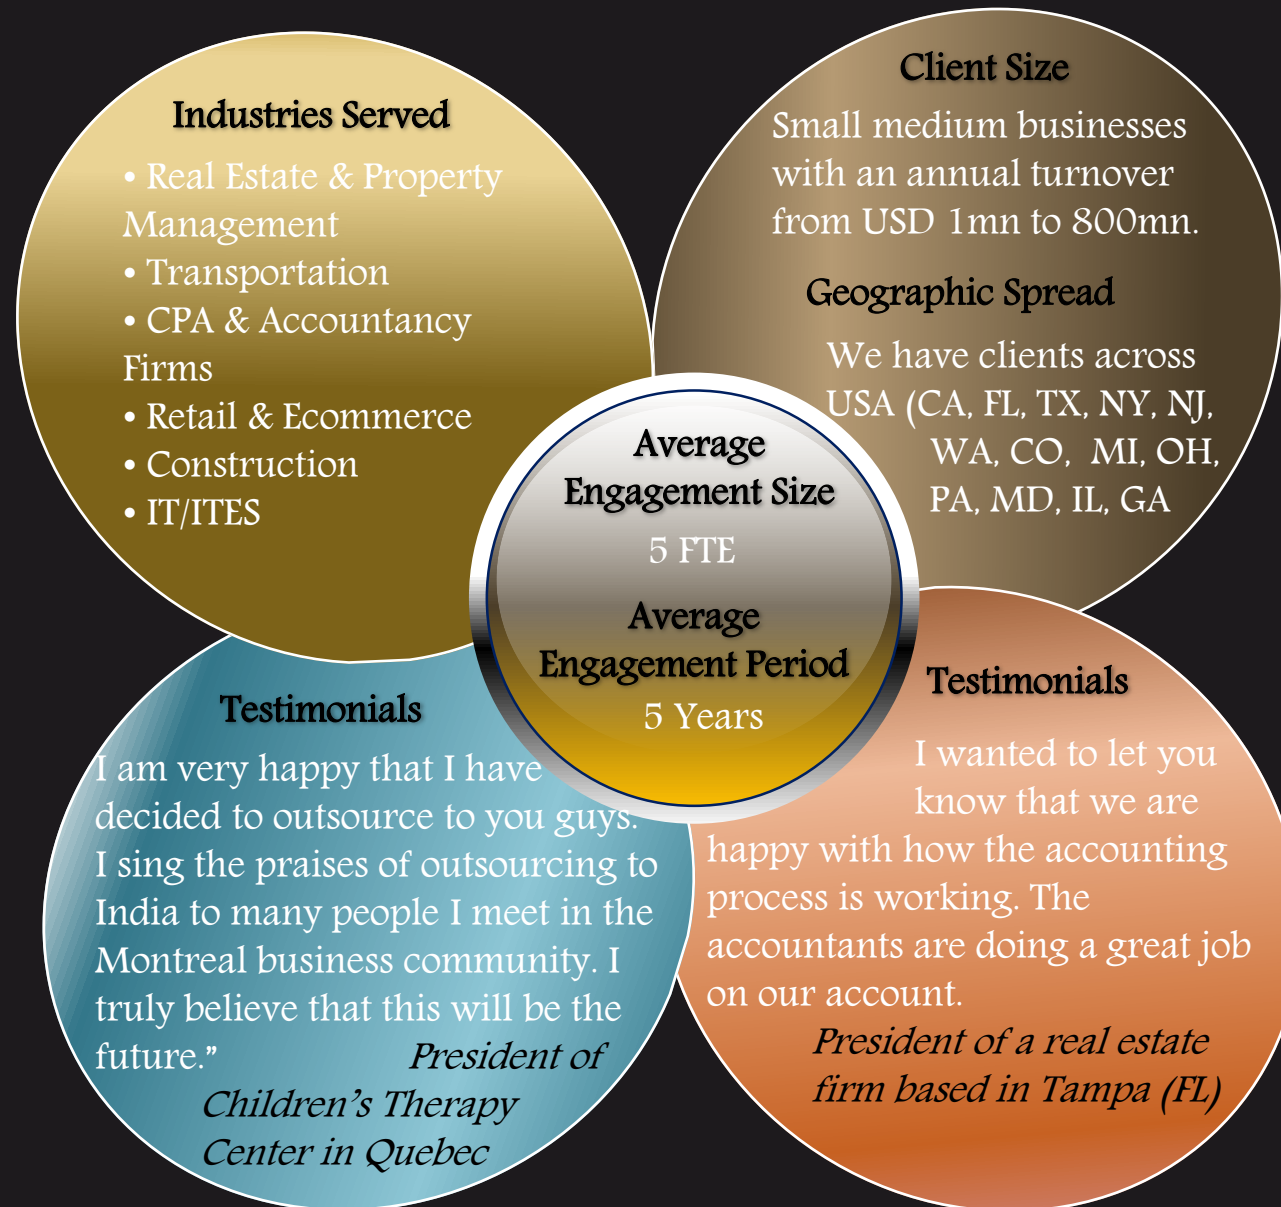 Industries Served
• Real Estate & Property
Management
• Transportation
• CPA & Accountancy
Firms
• Retail & Ecommerce
• Construction
• IT/ITES
Client Size
Small medium businesses
with an annual turnover
from USD 1mn to 800mn.
Geographic Spread
We have clients across
USA (CA, FL, TX, NY, NJ,
WA, CO, MI, OH,
PA, MD, IL, GA
Average
Engagement Size
5 FTE
Average
Engagement Period
5 Years
Testimonials
I am very happy that I have
decided to outsource to you guys.
I sing the praises of outsourcing to
India to many people I meet in the
Montreal business community. I
truly believe that this will be the
future.” President of
Children’s Therapy
Center in Quebec
Testimonials
I wanted to let you
know that we are
happy with how the accounting
process is working. The
accountants are doing a great job
on our account.
President of a real estate
firm based in Tampa (FL)